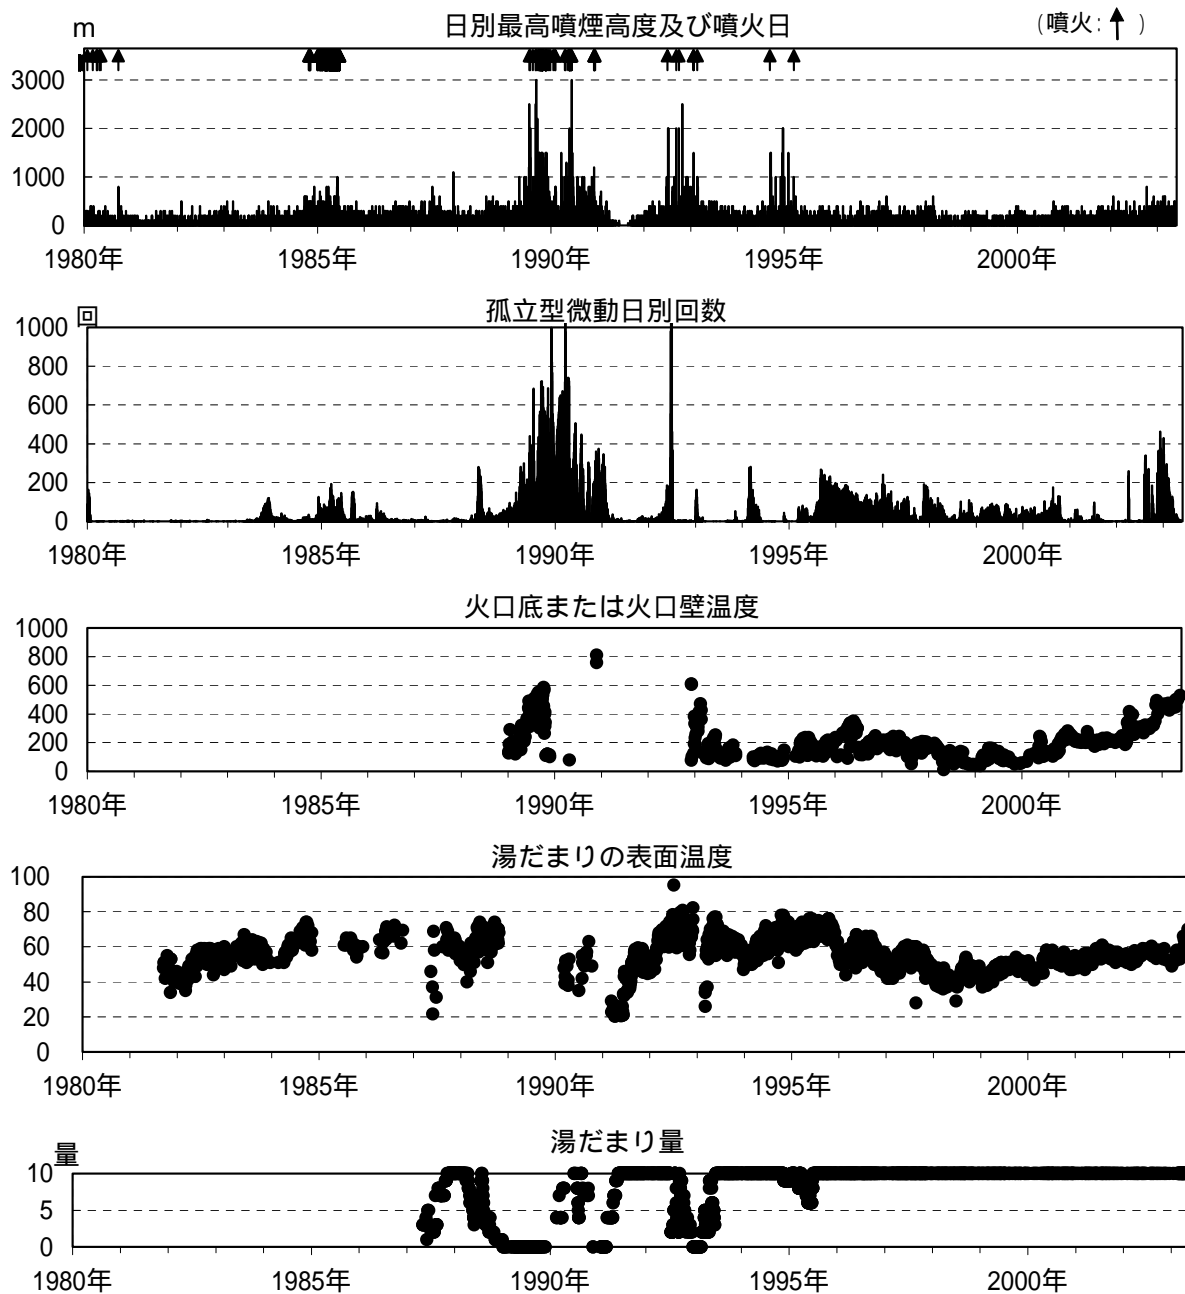 m 日別最高噴煙高度及び噴火日 (噴火:↑ )
3000
2000
1000
0
1980年 1985年 1990年 1995年 2000年
回 孤立型微動日別回数
1000
800
600
400
200
0
1980年 1985年 1990年 1995年 2000年
火口底または火口壁温度
1000
800
600
400
200
0
1980年 1985年 1990年 1995年 2000年
湯だまりの表面温度
100
80
60
40
20
0
1980年 1985年 1990年 1995年 2000年
量 湯だまり量
10
5
0
1980年 1985年 1990年 1995年 2000年